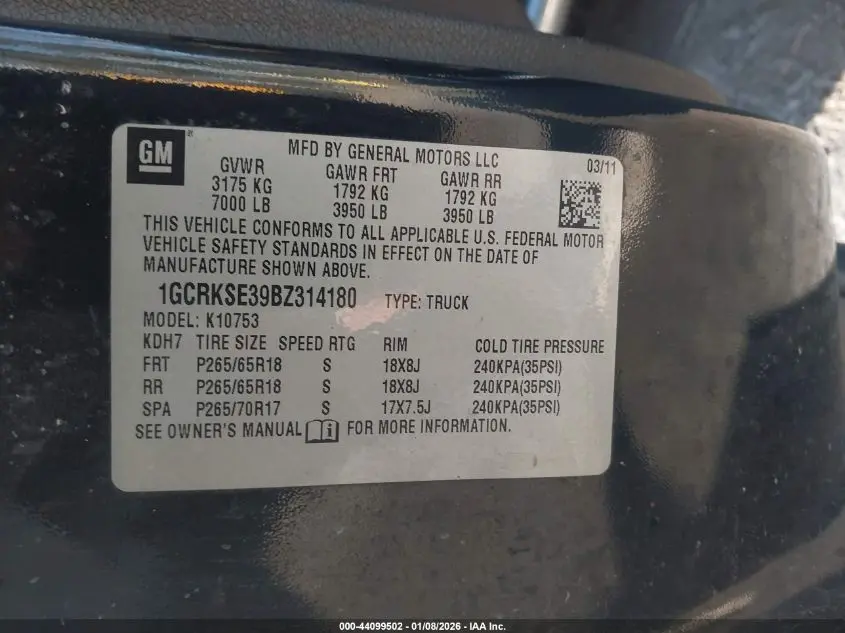 GM
MFD BY GENERAL MOTORS LLC 03/11
GVWR GAWR FRT GAWR RR
3175 KG 1792 KG 1792 KG
7000 LB 3950 LB 3950 LB
THIS VEHICLE CONFORMS TO ALL APPLICABLE U.S. FEDERAL MOTOR
VEHICLE SAFETY STANDARDS IN EFFECT ON THE DATE OF
MANUFACTURE SHOWN ABOVE.
1GCRKSE39BZ314180 TYPE: TRUCK
MODEL: K10753
KDH7 TIRE SIZE SPEED RTG RIM COLD TIRE PRESSURE
FRT P265/65R18 S 18X8J 240KPA(35PSI)
RR P265/65R18 S 18X8J 240KPA(35PSI)
SPA P265/70R17 S 17X7.5J 240KPA(35PSI)
SEE OWNER'S MANUAL i FOR MORE INFORMATION.
000-44099502 - 01/08/2026 - IAA Inc.